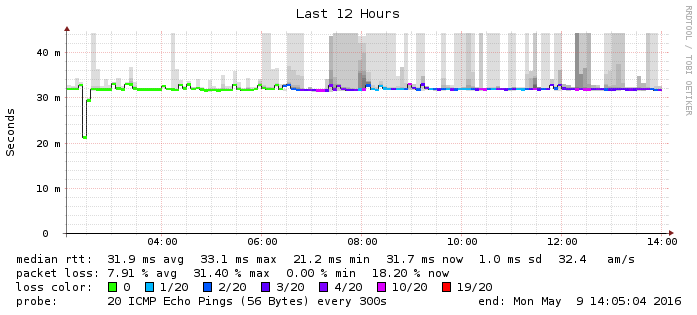 Last 12 Hours
RRDTOOL / TOBI OETIKER
Seconds
40 m
30 m
20 m
10 m
0
04:00 06:00 08:00 10:00 12:00 14:00
median rtt: 31.9 ms avg 33.1 ms max 21.2 ms min 31.7 ms now 1.0 ms sd 32.4 am/s
packet loss: 7.91 % avg 31.40 % max 0.00 % min 18.20 % now
loss color: 0 1/20 2/20 3/20 4/20 10/20 19/20
probe: 20 ICMP Echo Pings (56 Bytes) every 300s end: Mon May 9 14:05:04 2016